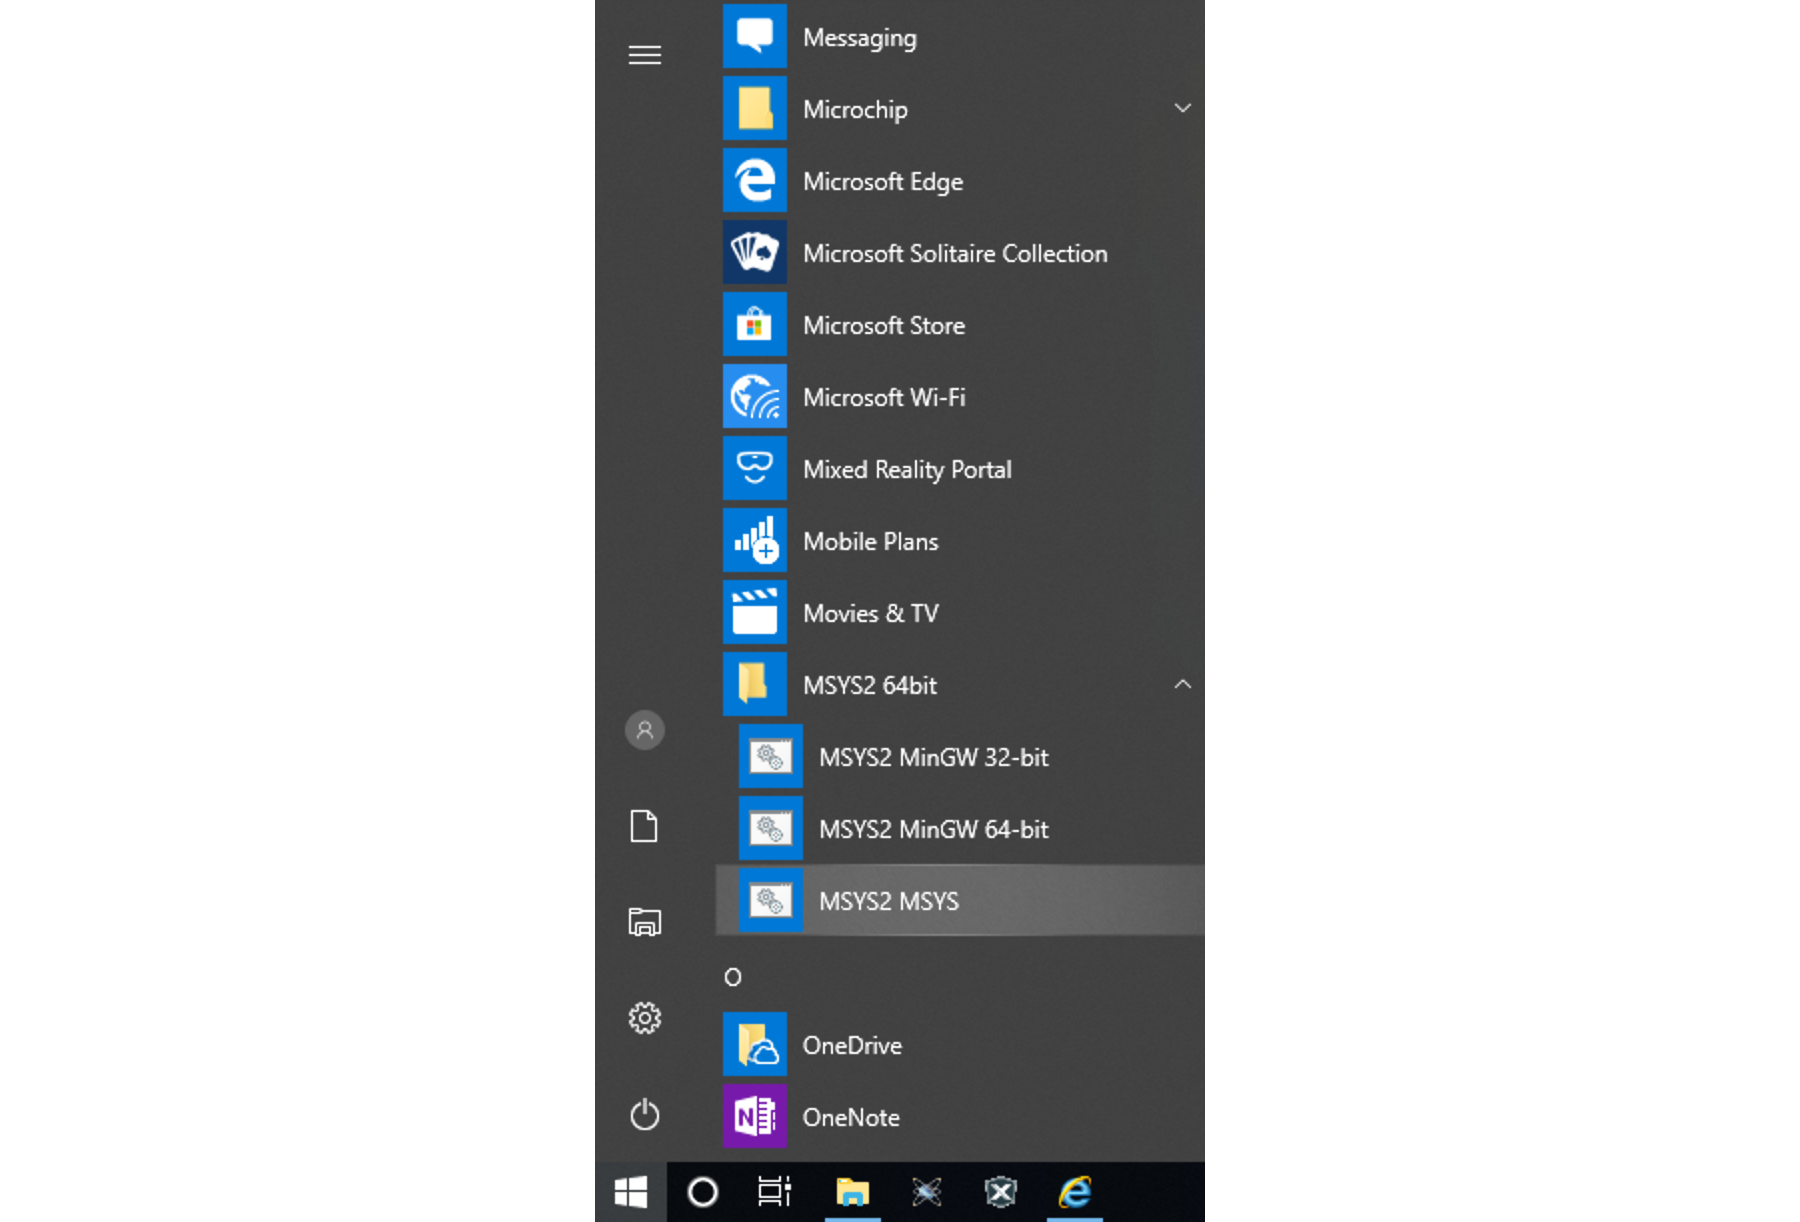 Messaging
Microchip
Microsoft Edge
Microsoft Solitaire Collection
Microsoft Store
Microsoft Wi-Fi
Mixed Reality Portal
Mobile Plans
Movies & TV
MSYS2 64bit
MSYS2 MinGW 32-bit
MSYS2 MinGW 64-bit
MSYS2 MSYS
O
OneDrive
OneNote